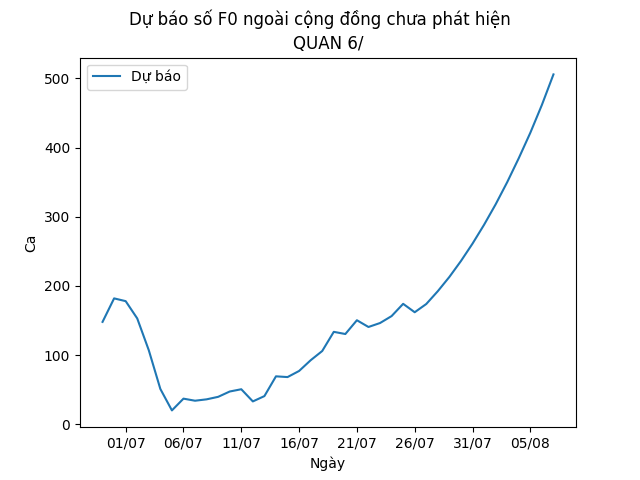 Dự báo số F0 ngoài cộng đồng chưa phát hiện
QUAN 6/
Dự báo
500
400
300
200
100
0
Ca
01/07 06/07 11/07 16/07 21/07 26/07 31/07 05/08
Ngày